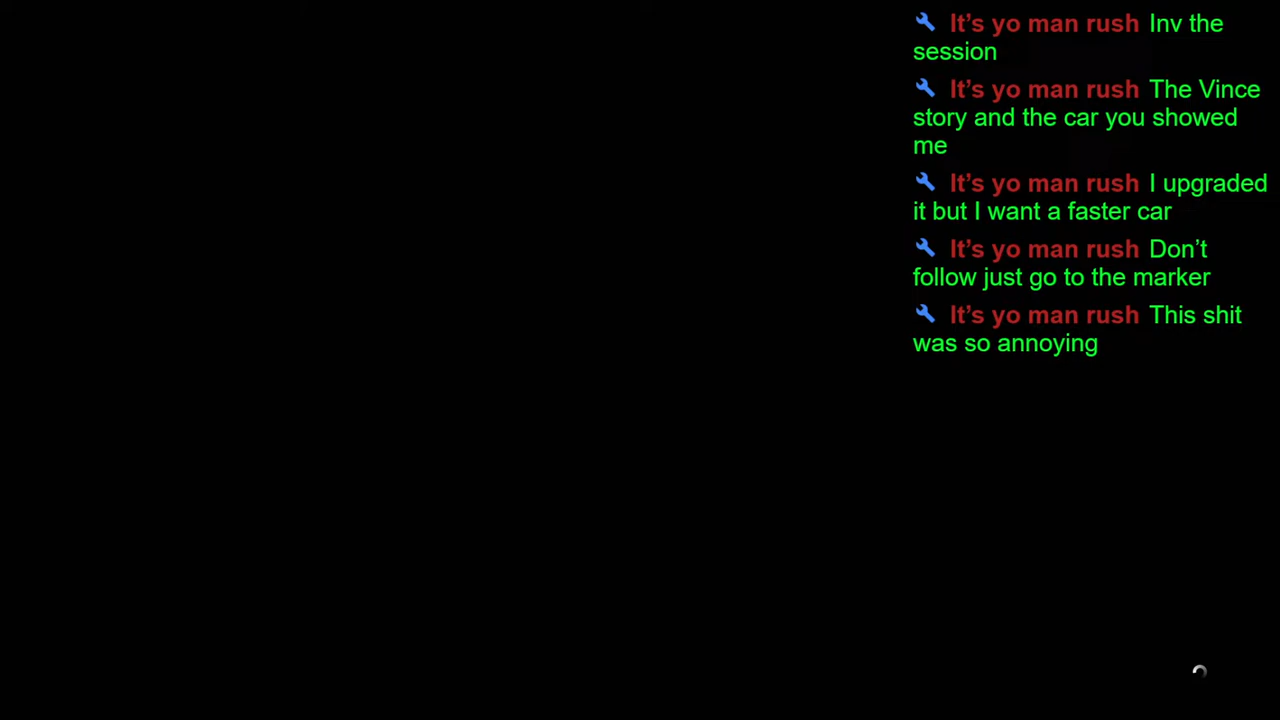 It’s yo man rush Inv the
session
It’s yo man rush The Vince
story and the car you showed
me
It’s yo man rush I upgraded
it but I want a faster car
It’s yo man rush Don’t
follow just go to the marker
It’s yo man rush This shit
was so annoying